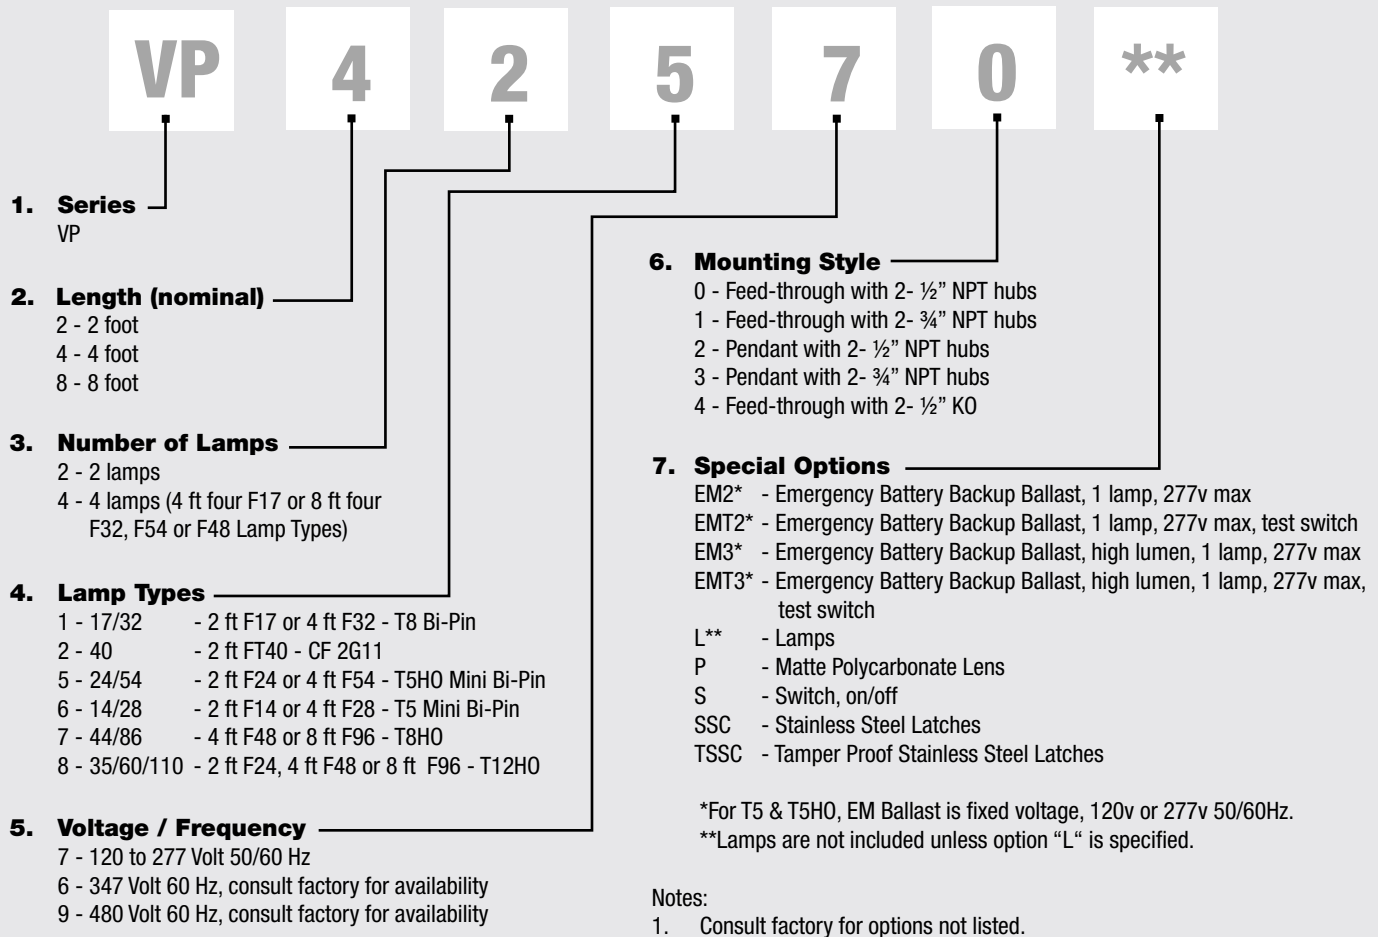 VP 4 2 5 7 0 **
1. Series
VP
2. Length (nominal)
2 - 2 foot
4 - 4 foot
8 - 8 foot
3. Number of Lamps
2 - 2 lamps
4 - 4 lamps (4 ft four F17 or 8 ft four
F32, F54 or F48 Lamp Types)
4. Lamp Types
1 - 17/32 - 2 ft F17 or 4 ft F32 - T8 Bi-Pin
2 - 40 - 2 ft FT40 - CF 2G11
5 - 24/54 - 2 ft F24 or 4 ft F54 - T5HO Mini Bi-Pin
6 - 14/28 - 2 ft F14 or 4 ft F28 - T5 Mini Bi-Pin
7 - 44/86 - 4 ft F48 or 8 ft F96 - T8HO
8 - 35/60/110 - 2 ft F24, 4 ft F48 or 8 ft F96 - T12HO
5. Voltage / Frequency
7 - 120 to 277 Volt 50/60 Hz
6 - 347 Volt 60 Hz, consult factory for availability
9 - 480 Volt 60 Hz, consult factory for availability
6. Mounting Style
0 - Feed-through with 2- ½” NPT hubs
1 - Feed-through with 2- ¾” NPT hubs
2 - Pendant with 2- ½” NPT hubs
3 - Pendant with 2- ¾” NPT hubs
4 - Feed-through with 2- ½” KO
7. Special Options
EM2* - Emergency Battery Backup Ballast, 1 lamp, 277v max
EMT2* - Emergency Battery Backup Ballast, 1 lamp, 277v max, test switch
EM3* - Emergency Battery Backup Ballast, high lumen, 1 lamp, 277v max
EMT3* - Emergency Battery Backup Ballast, high lumen, 1 lamp, 277v max,
test switch
L** - Lamps
P - Matte Polycarbonate Lens
S - Switch, on/off
SSC - Stainless Steel Latches
TSSC - Tamper Proof Stainless Steel Latches
*For T5 & T5HO, EM Ballast is fixed voltage, 120v or 277v 50/60Hz.
**Lamps are not included unless option “L“ is specified.
Notes:
1. Consult factory for options not listed.